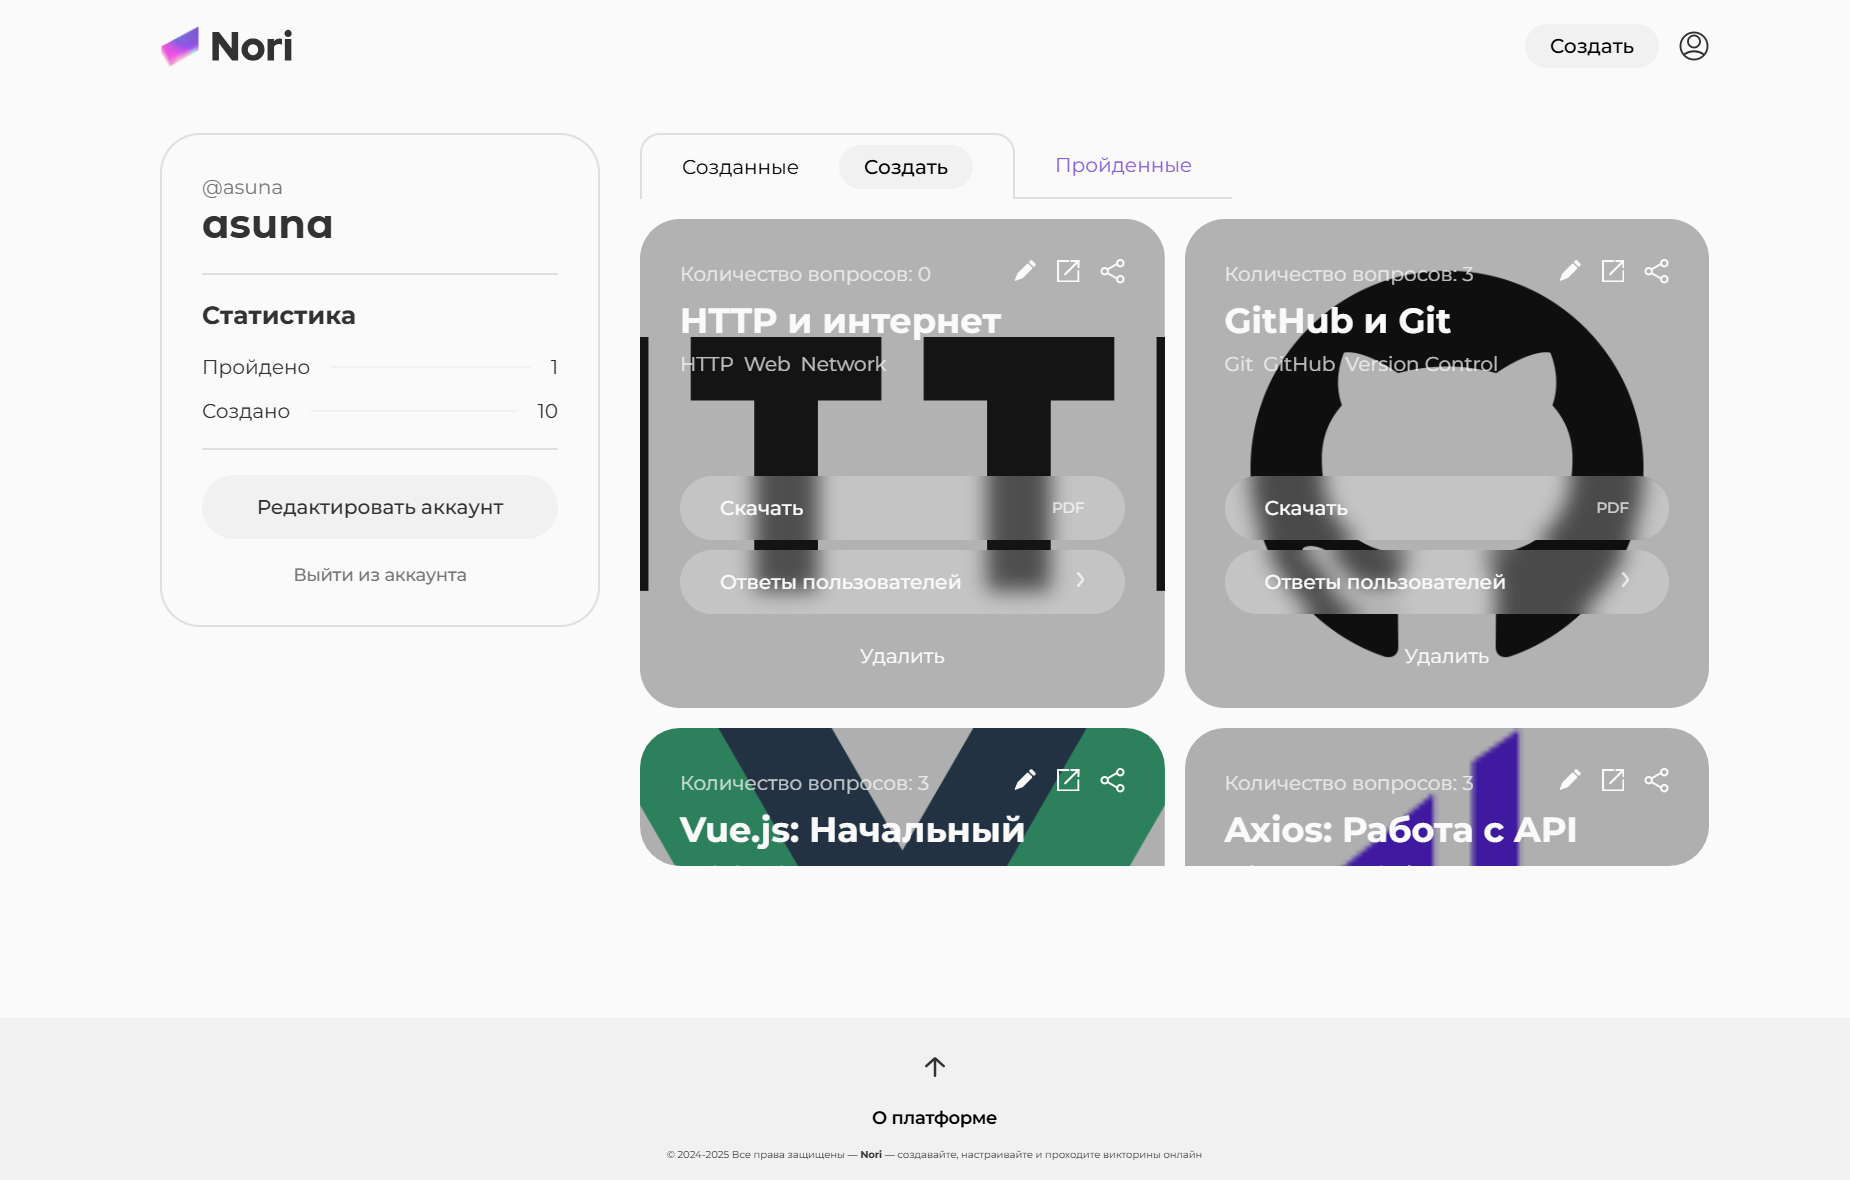 Nori
Создать
@asuna
asuna
Статистика
Пройдено 1
Создано 10
Редактировать аккаунт
Выйти из аккаунта
Созданные
Создать
Пройденные
Количество вопросов: 0
HTTP и интернет
HTTP Web Network
Скачать PDF
Ответы пользователей
Удалить
Количество вопросов: 3
GitHub и Git
Git GitHub Version Control
Скачать PDF
Ответы пользователей
Удалить
Количество вопросов: 3
Vue.js: Начальный
Количество вопросов: 3
Axios: Работа с API
О платформе
© 2024-2025 Все права защищены — Nori — создавайте, настраивайте и проходите викторины онлайн